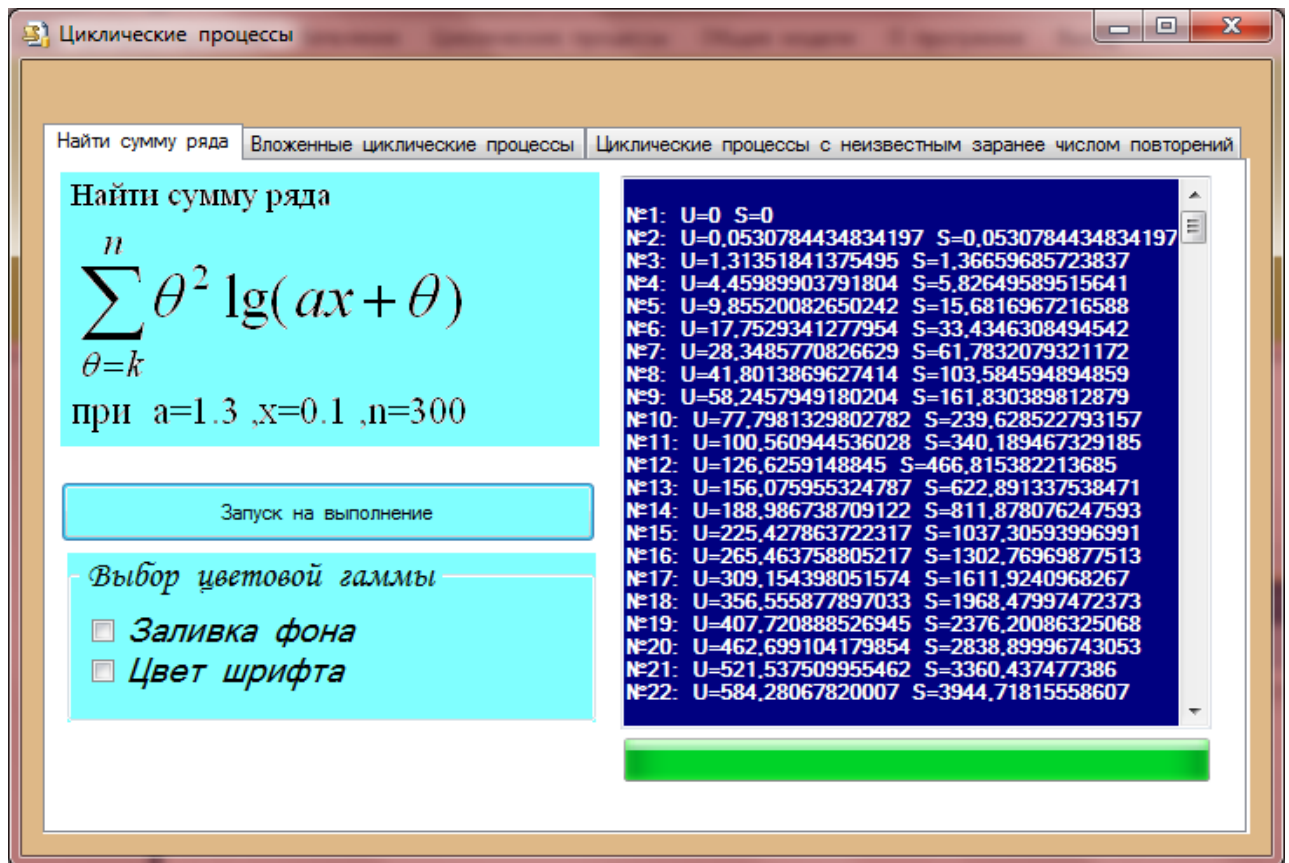 Циклические процессы
Найти сумму ряда
Вложенные циклические процессы
Циклические процессы с неизвестным заранее числом повторений
Найти сумму ряда
n
∑ θ² lg(ax + θ)
θ=k
при a=1.3 ,x=0.1 ,n=300
Запуск на выполнение
Выбор цветовой гаммы
Заливка фона
Цвет шрифта
№1: U=0 S=0
№2: U=0,0530784434834197 S=0,0530784434834197
№3: U=1,31351841375495 S=1,36659685723837
№4: U=4,45989903791804 S=5,82649589515641
№5: U=9,85520082650242 S=15,6816967216588
№6: U=17,7529341277954 S=33,4346308494542
№7: U=28,3485770826629 S=61,7832079321172
№8: U=41,8013869627414 S=103,584594894859
№9: U=58,2457949180204 S=161,830389812879
№10: U=77,7981329802782 S=239,628522793157
№11: U=100,560944536028 S=340,189467329185
№12: U=126,6259148845 S=466,815382213685
№13: U=156,075955324787 S=622,891337538471
№14: U=188,986738709122 S=811,878076247593
№15: U=225,427863722317 S=1037,30593996991
№16: U=265,463758805217 S=1302,76969877513
№17: U=309,154398051574 S=1611,9240968267
№18: U=356,555877897033 S=1968,47997472373
№19: U=407,720888526945 S=2376,20086325068
№20: U=462,699104179854 S=2838,89996743053
№21: U=521,537509955462 S=3360,437477386
№22: U=584,28067820007 S=3944,71815558607